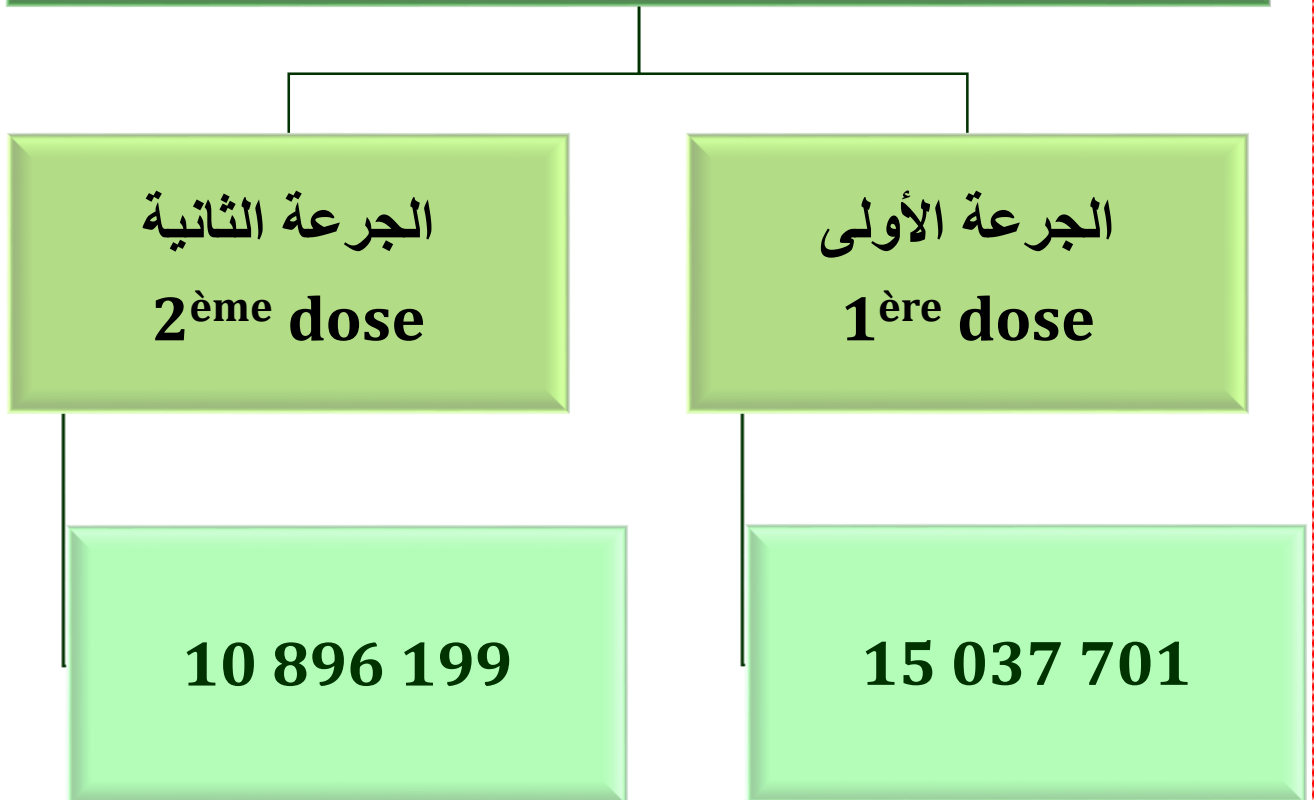 الجرعة الأولى
1ère dose
15 037 701
الجرعة الثانية
2ème dose
10 896 199